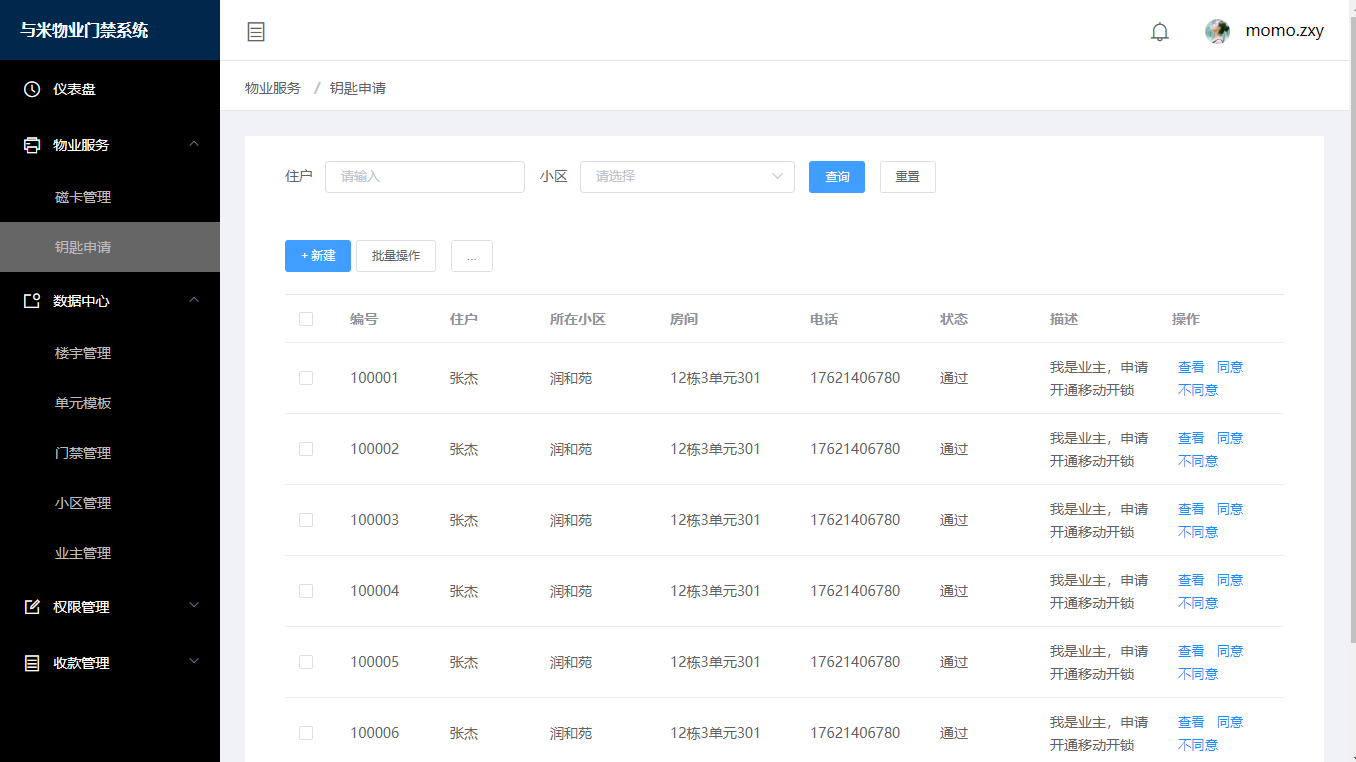 与米物业门禁系统
momo.zxy
仪表盘
物业服务
磁卡管理
钥匙申请
数据中心
楼宇管理
单元模板
门禁管理
小区管理
业主管理
权限管理
收款管理
物业服务 / 钥匙申请
住户 请输入 小区 请选择 查询 重置
+ 新建 批量操作 ...
编号 住户 所在小区 房间 电话 状态 描述 操作
100001 张杰 润和苑 12栋3单元301 17621406780 通过 我是业主，申请 查看 同意
开通移动开锁 不同意
100002 张杰 润和苑 12栋3单元301 17621406780 通过 我是业主，申请 查看 同意
开通移动开锁 不同意
100003 张杰 润和苑 12栋3单元301 17621406780 通过 我是业主，申请 查看 同意
开通移动开锁 不同意
100004 张杰 润和苑 12栋3单元301 17621406780 通过 我是业主，申请 查看 同意
开通移动开锁 不同意
100005 张杰 润和苑 12栋3单元301 17621406780 通过 我是业主，申请 查看 同意
开通移动开锁 不同意
100006 张杰 润和苑 12栋3单元301 17621406780 通过 我是业主，申请 查看 同意
开通移动开锁 不同意